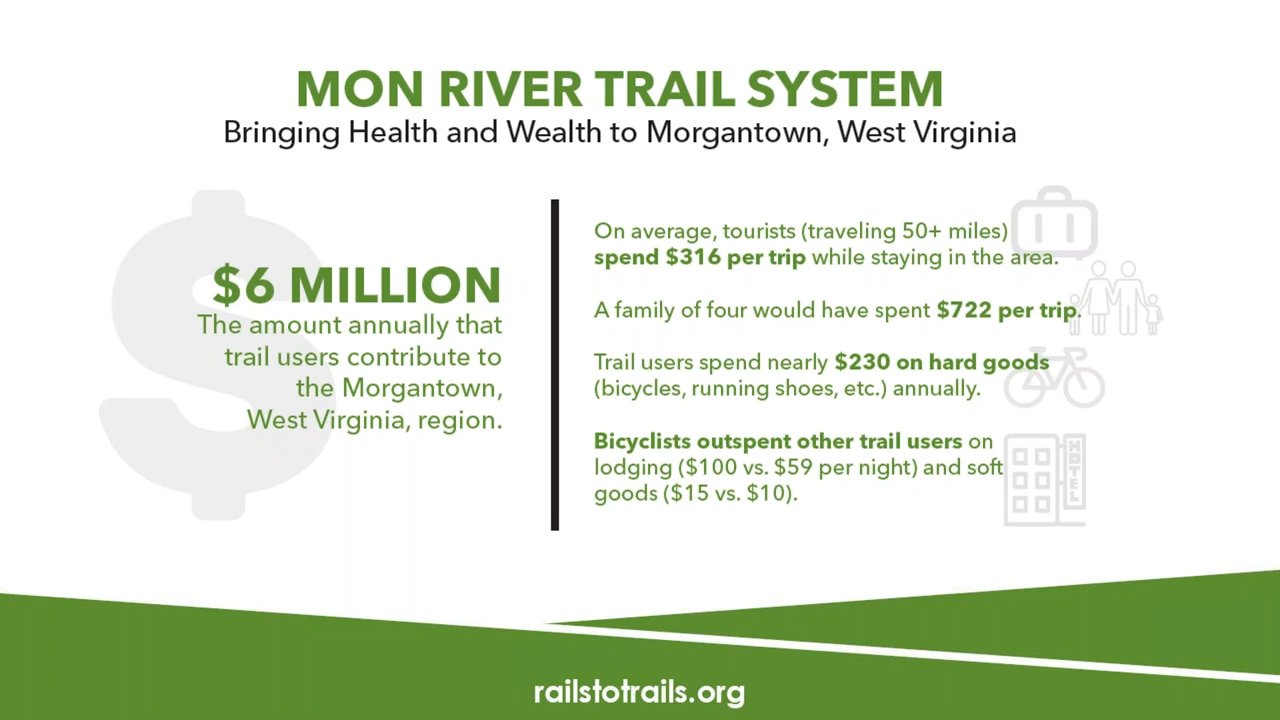 MON RIVER TRAIL SYSTEM
Bringing Health and Wealth to Morgantown, West Virginia
$6 MILLION
The amount annually that
trail users contribute to
the Morgantown,
West Virginia, region.
On average, tourists (traveling 50+ miles)
spend $316 per trip while staying in the area.
A family of four would have spent $722 per trip.
Trail users spend nearly $230 on hard goods
(bicycles, running shoes, etc.) annually.
Bicyclists outspent other trail users on
lodging ($100 vs. $59 per night) and soft
goods ($15 vs. $10).
MOTEL
railstotrails.org